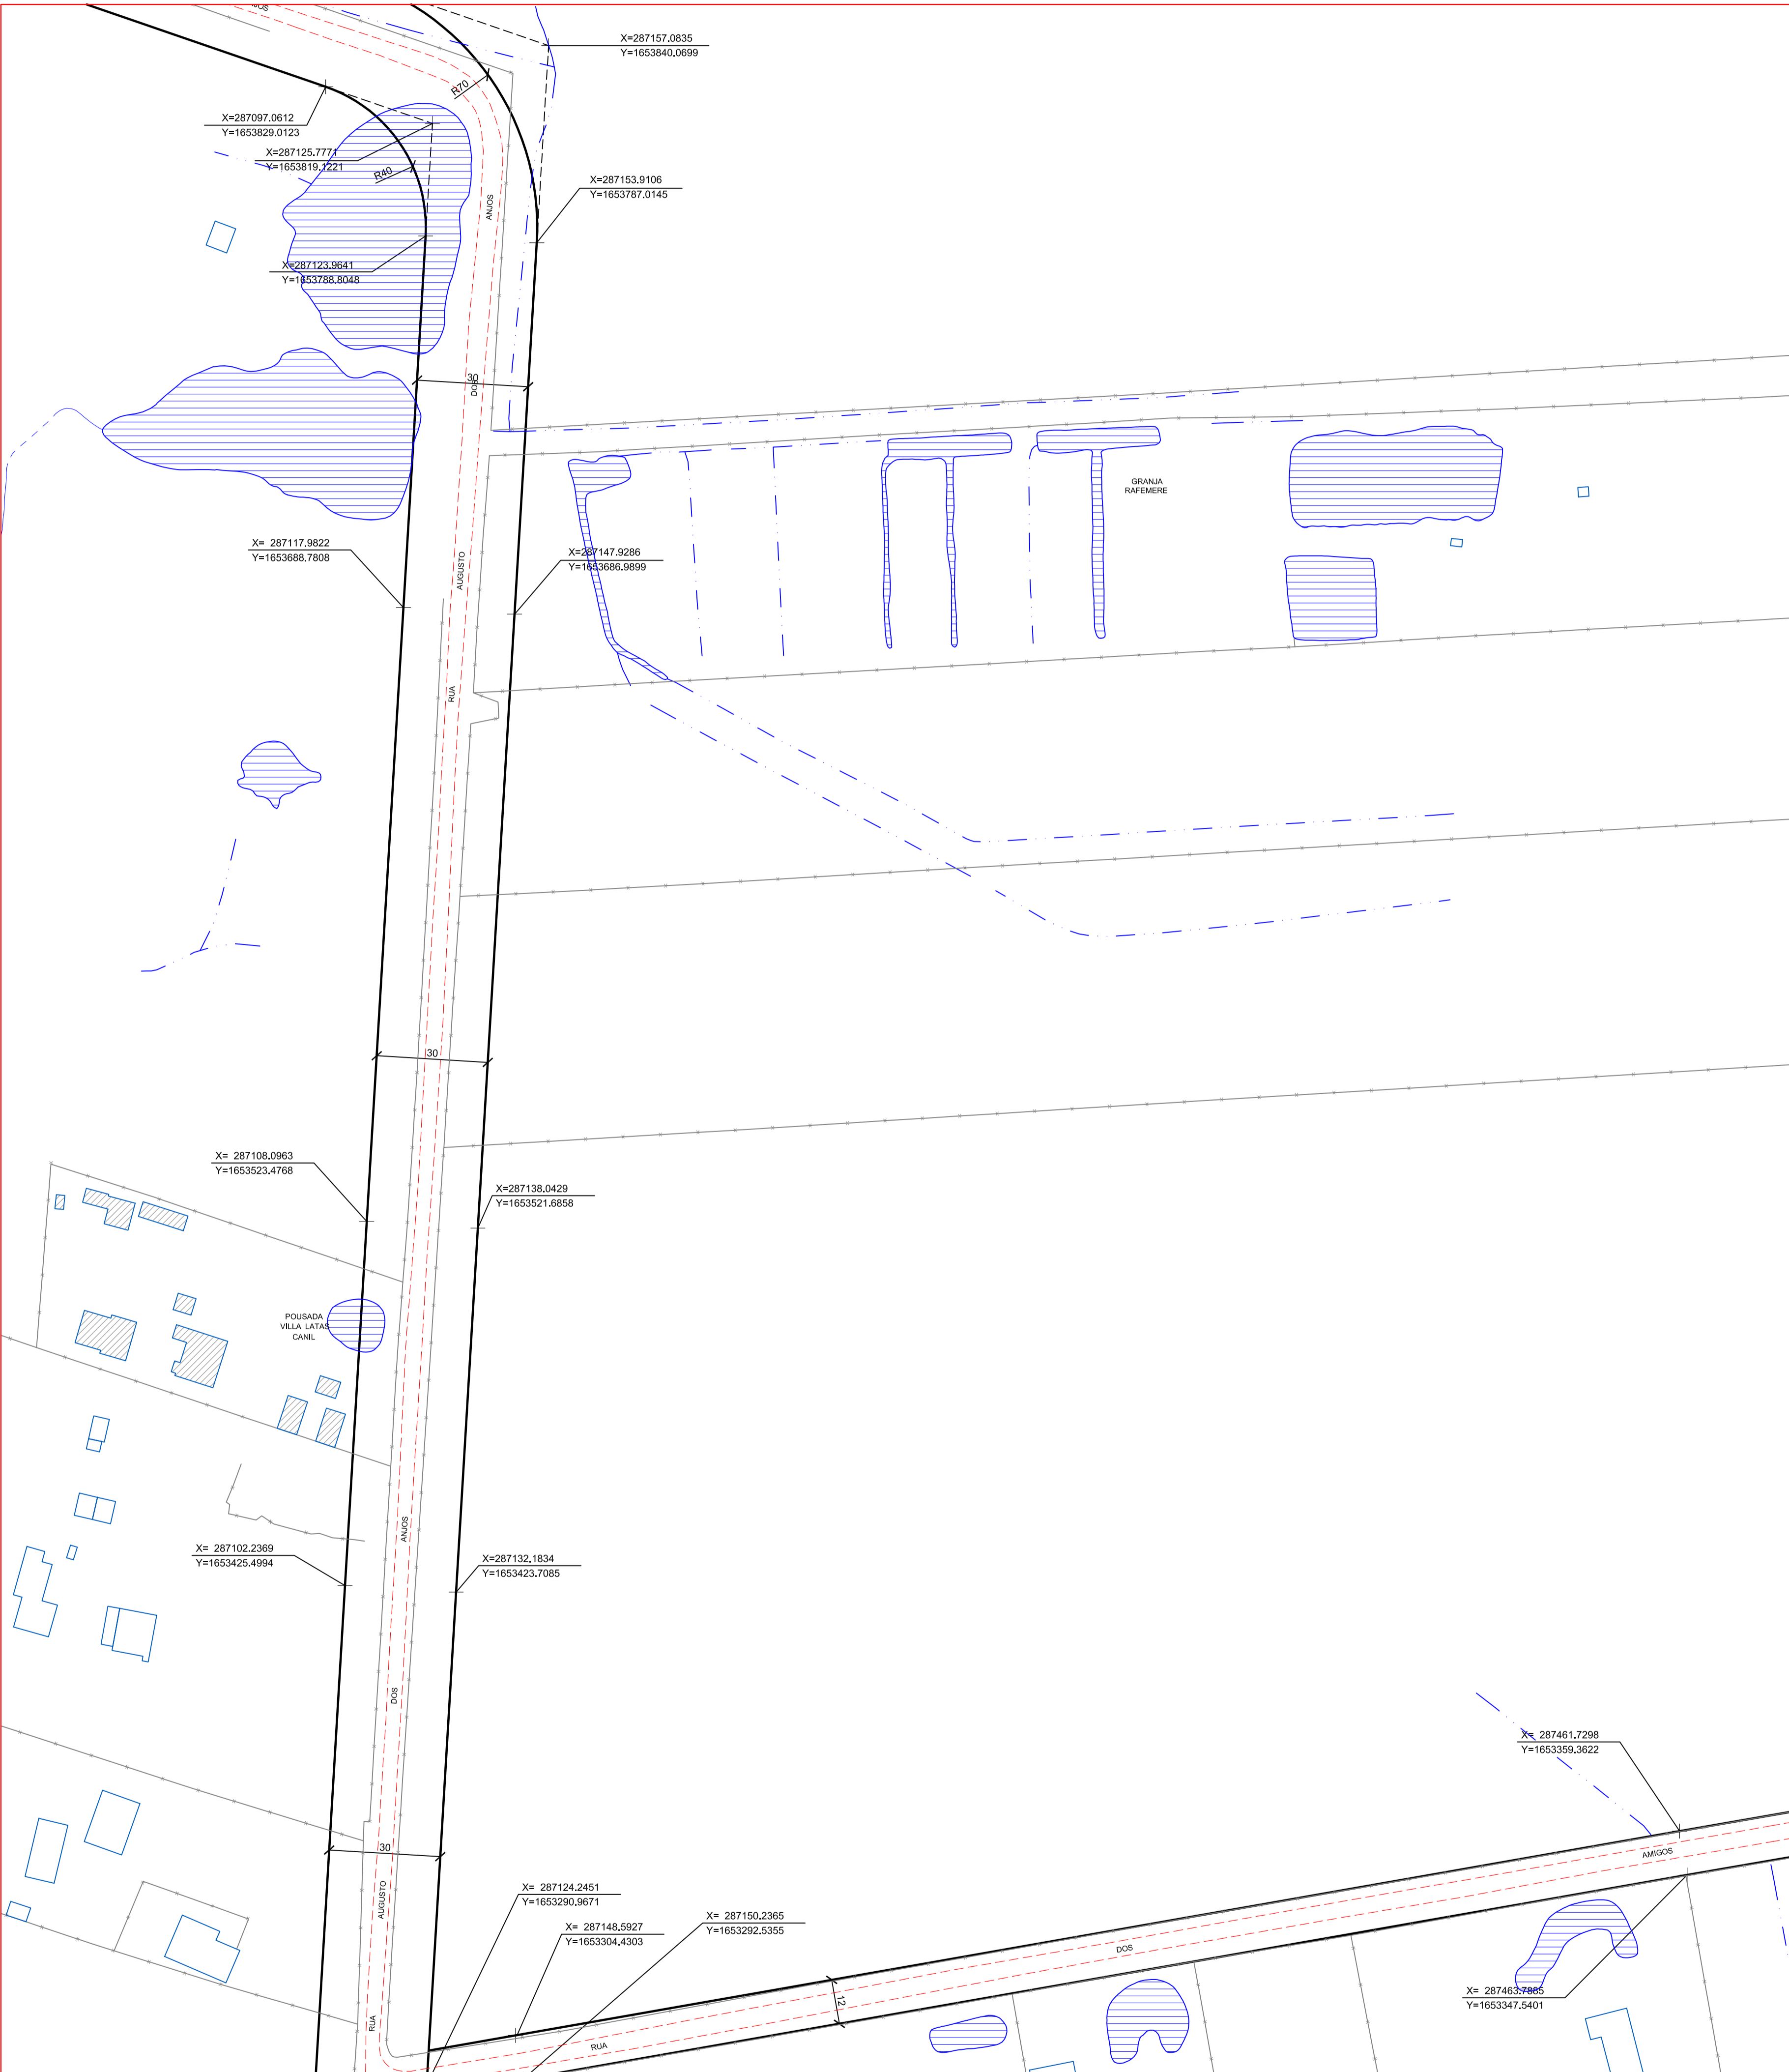 JOS
X=287157.0835
Y=1653840.0699
R70
X=287097.0612
Y=1653829.0123
X=287125.7771
Y=1653819.1221
R40
X=287153.9106
Y=1653787.0145
ANJOS
X=287123.9641
Y=1653788.8048
30
DOS
GRANJA
RAFEMERE
X= 287117.9822
Y=1653688.7808
X=287147.9286
Y=1653686.9899
AUGUSTO
RUA
30
X= 287108.0963
Y=1653523.4768
X=287138.0429
Y=1653521.6858
POUSADA
VILLA LATAS
CANIL
ANJOS
X= 287102.2369
Y=1653425.4994
X=287132.1834
Y=1653423.7085
DOS
X= 287461.7298
Y=1653359.3622
30
AMIGOS
AUGUSTO
X= 287124.2451
Y=1653290.9671
X= 287148.5927
Y=1653304.4303
X= 287150.2365
Y=1653292.5355
DOS
12
X= 287463.7885
Y=1653347.5401
RUA
RUA